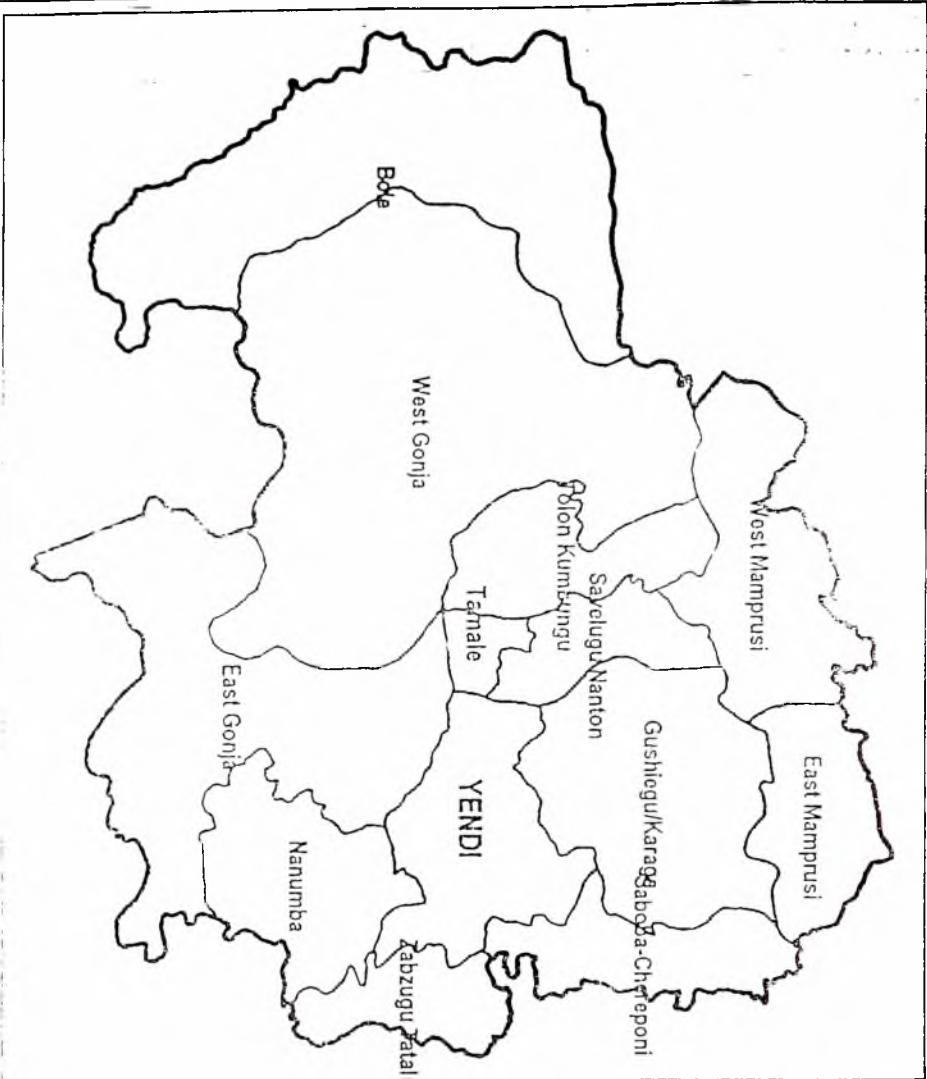 Bole
West Gonja
West Mamprusi
East Mamprusi
Tolon Kumbungu
Savelugu Nanton
Tamale
Gushiegu/Karaga
Saboba-Chereponi
YENDI
East Gonja
Nanumba
Zabzugu Tatal